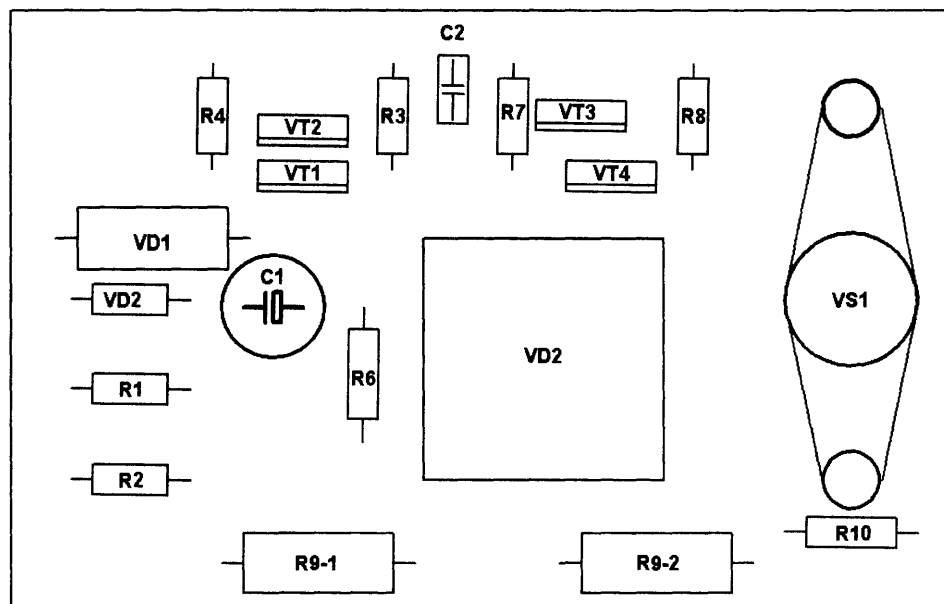 C2
R4
VT2
R3
R7
VT3
R8
VT1
VT4
VD1
C1
VD2
VS1
VD2
R6
R1
R2
R10
R9-1
R9-2